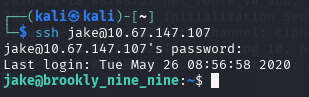 ┌──(kali㉿kali)-[~]
└─$ ssh jake@10.67.147.107
jake@10.67.147.107's password:
Last login: Tue May 26 08:56:58 2020
jake@brookly_nine_nine:~$